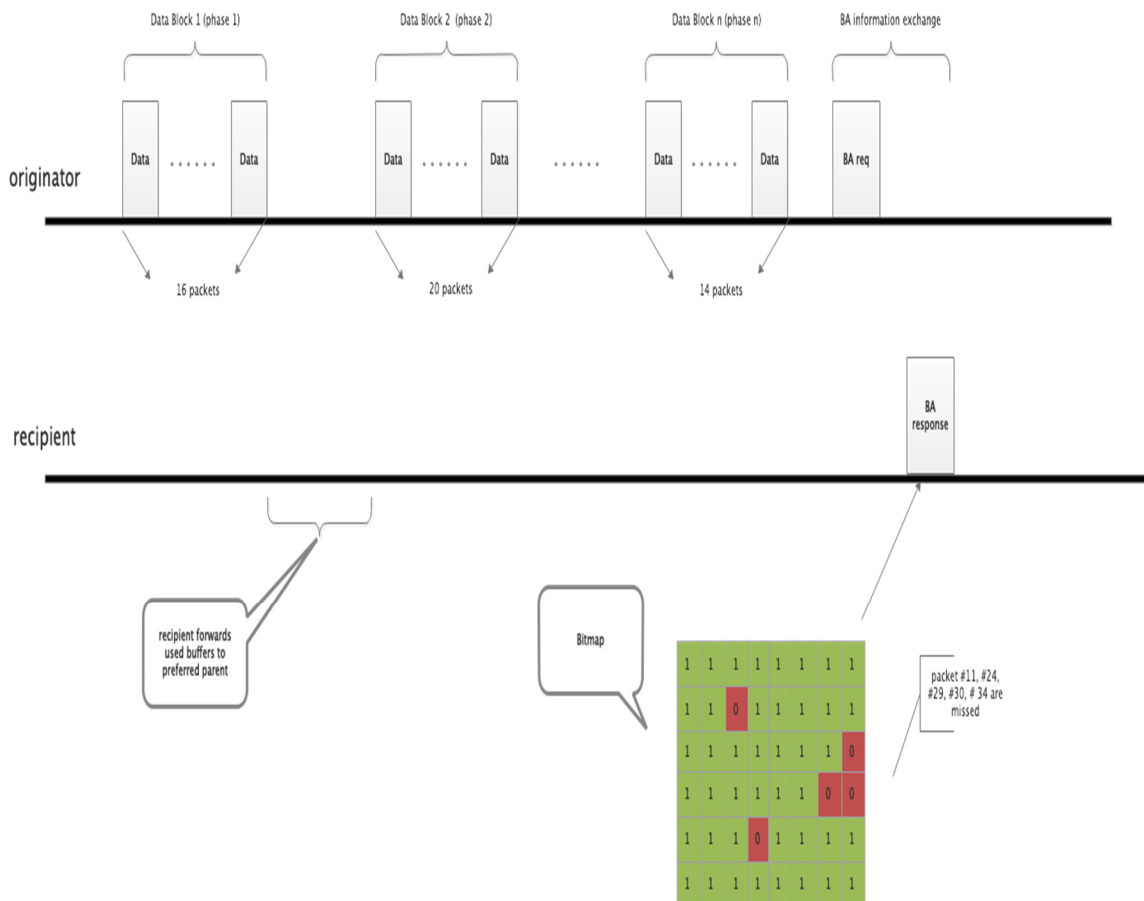 Data Block 1 (phase 1)
Data Block 2 (phase 2)
Data Block n (phase n)
BA information exchange
originator
Data
Data
Data
Data
Data
Data
BA req
16 packets
20 packets
14 packets
recipient
BA
response
recipient forwards
used buffers to
preferred parent
Bitmap
packet #11, #24,
#29, #30, # 34 are
missed
1 1 1 1 1 1 1 1
1 1 0 1 1 1 1 1
1 1 1 1 1 1 1 0
1 1 1 1 1 1 0 0
1 1 1 0 1 1 1 1
1 1 1 1 1 1 1 1